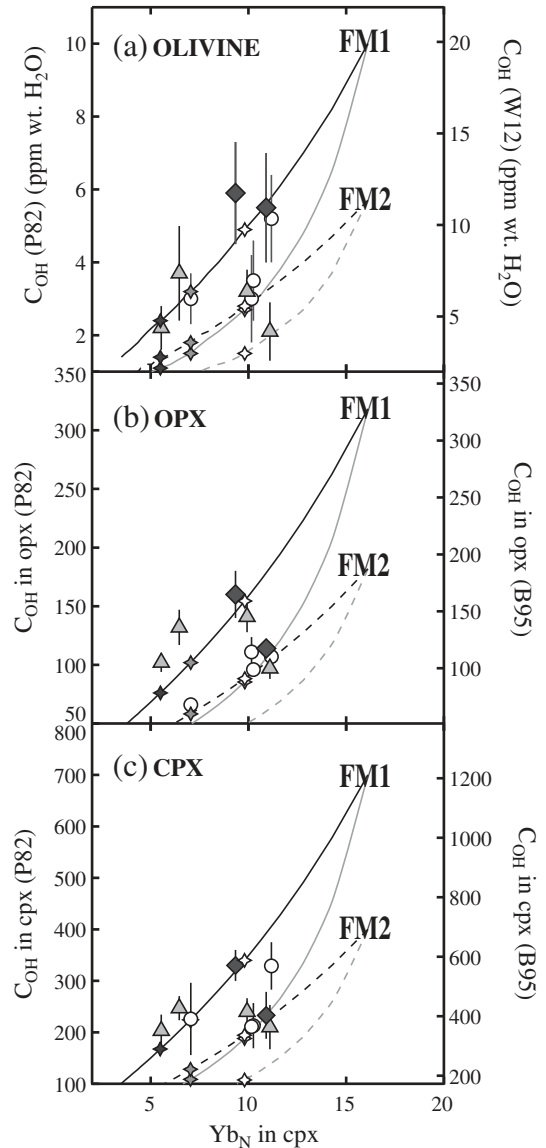 (a) OLIVINE
FM1
FM2
10
8
6
4
2
20
15
10
5
C_OH (P82) (ppm wt. H₂O)
C_OH (W12) (ppm wt. H₂O)
(b) OPX
FM1
FM2
350
300
250
200
150
100
50
350
300
250
200
150
100
C_OH in opx (P82)
C_OH in opx (B95)
(c) CPX
FM1
FM2
800
700
600
500
400
300
200
100
1200
1000
800
600
400
200
C_OH in cpx (P82)
C_OH in cpx (B95)
5
10
15
20
Yb_N in cpx